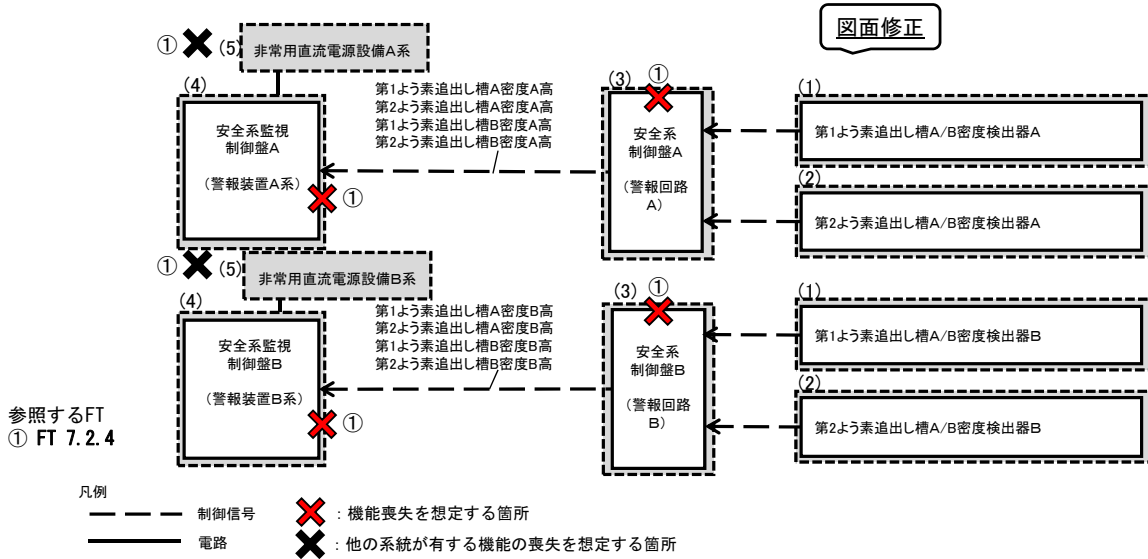 図面修正
① (5) 非常用直流電源設備A系
(4)
安全系監視
制御盤A
(警報装置A系)
①
第1よう素追出し槽A密度A高
第2よう素追出し槽A密度A高
第1よう素追出し槽B密度A高
第2よう素追出し槽B密度A高
(3) ①
安全系
制御盤A
(警報回路
A)
(1)
第1よう素追出し槽A/B密度検出器A
(2)
第2よう素追出し槽A/B密度検出器A
① (5) 非常用直流電源設備B系
(4)
安全系監視
制御盤B
(警報装置B系)
①
第1よう素追出し槽A密度B高
第2よう素追出し槽A密度B高
第1よう素追出し槽B密度B高
第2よう素追出し槽B密度B高
(3) ①
安全系
制御盤B
(警報回路
B)
(1)
第1よう素追出し槽A/B密度検出器B
(2)
第2よう素追出し槽A/B密度検出器B
参照するFT
① FT 7.2.4
凡例
制御信号
:機能喪失を想定する箇所
電路
:他の系統が有する機能の喪失を想定する箇所